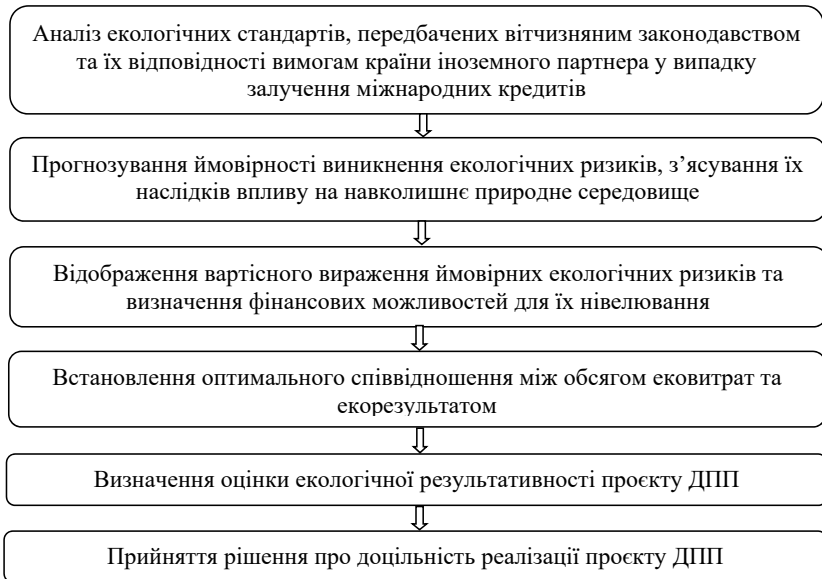 Аналіз екологічних стандартів, передбачених вітчизняним законодавством
та їх відповідності вимогам країни іноземного партнера у випадку
залучення міжнародних кредитів
Прогнозування ймовірності виникнення екологічних ризиків, з’ясування їх
наслідків впливу на навколишнє природне середовище
Відображення вартісного вираження ймовірних екологічних ризиків та
визначення фінансових можливостей для їх нівелювання
Встановлення оптимального співвідношення між обсягом ековитрат та
екорезультатом
Визначення оцінки екологічної результативності проєкту ДПП
Прийняття рішення про доцільність реалізації проєкту ДПП